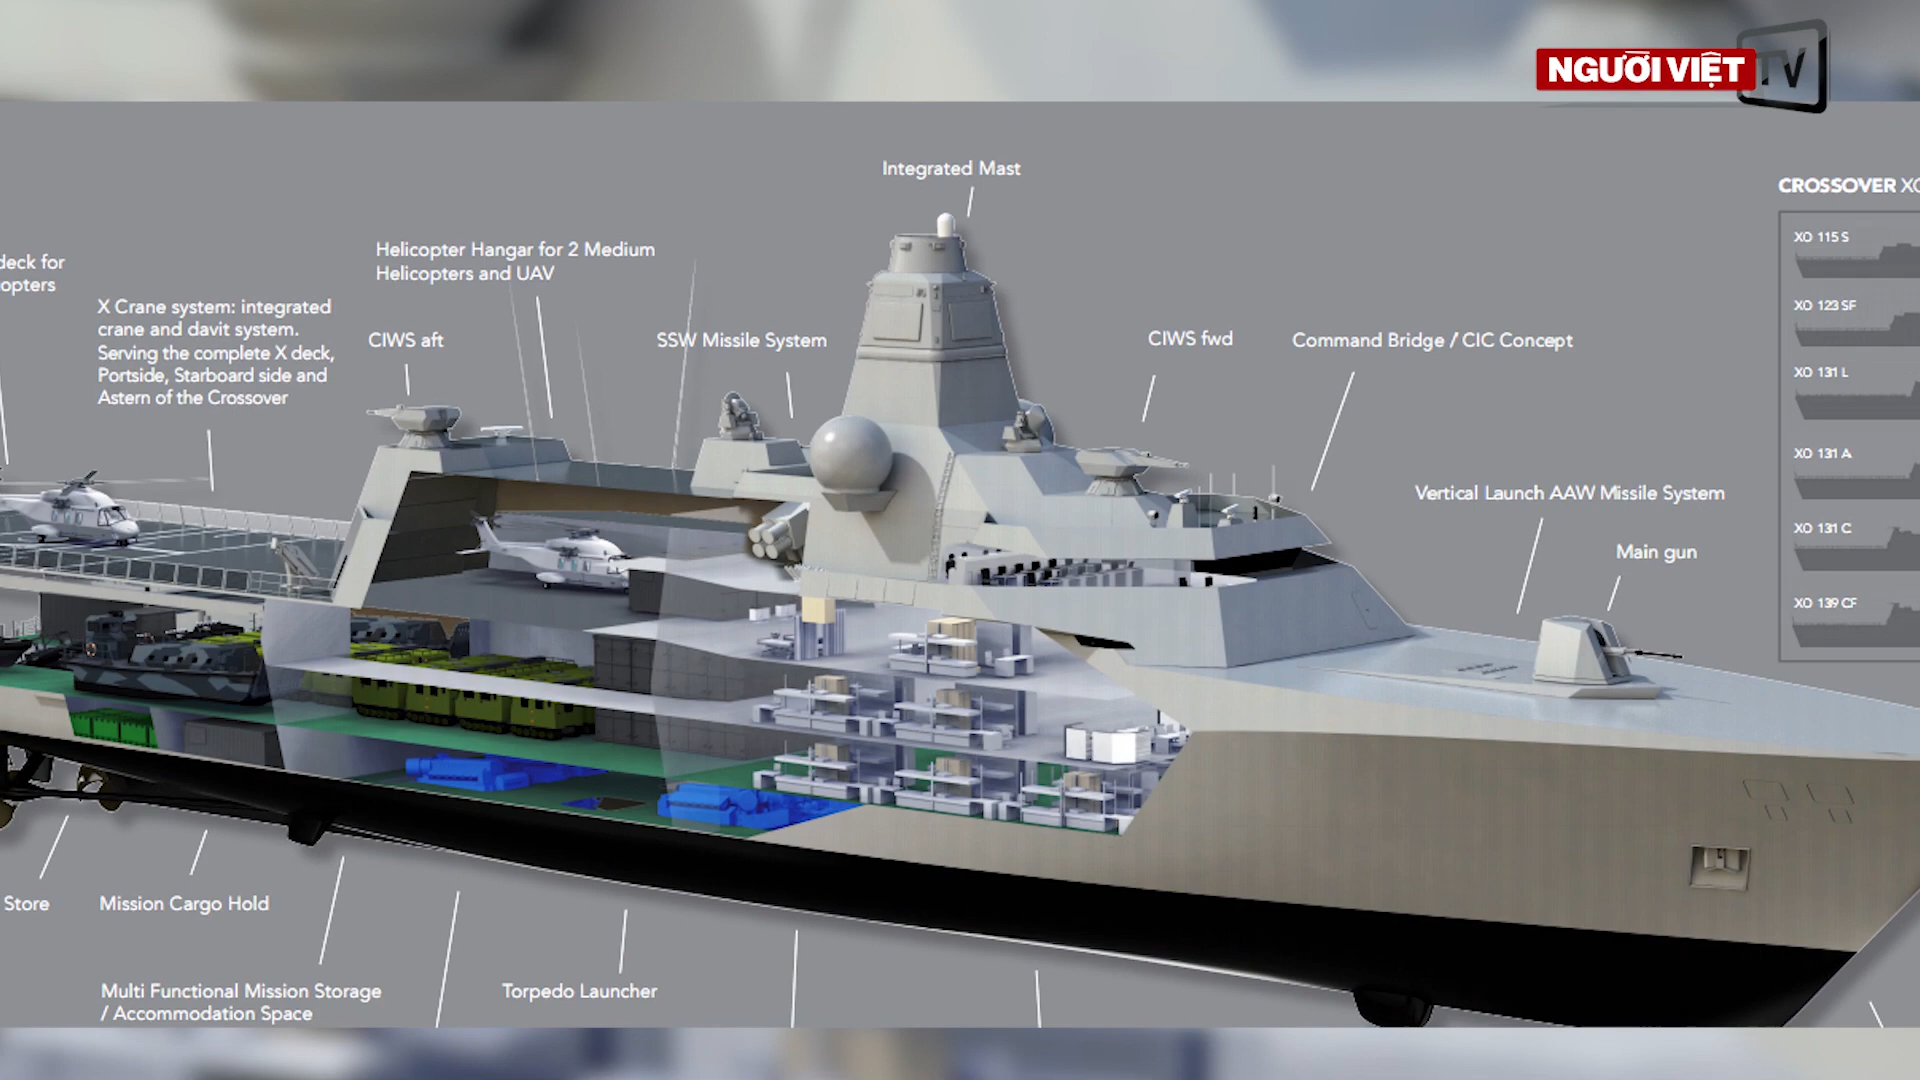 NGƯỜI VIỆT TV
Integrated Mast
CROSSOVER XO
XO 115 S
XO 123 SF
XO 131 L
XO 131 A
XO 131 C
XO 139 CF
deck for
opters
Helicopter Hangar for 2 Medium
Helicopters and UAV
X Crane system: integrated
crane and davit system.
Serving the complete X deck,
Portside, Starboard side and
Astern of the Crossover
CIWS aft
SSW Missile System
CIWS fwd
Command Bridge / CIC Concept
Vertical Launch AAW Missile System
Main gun
Store
Mission Cargo Hold
Multi Functional Mission Storage
/ Accommodation Space
Torpedo Launcher